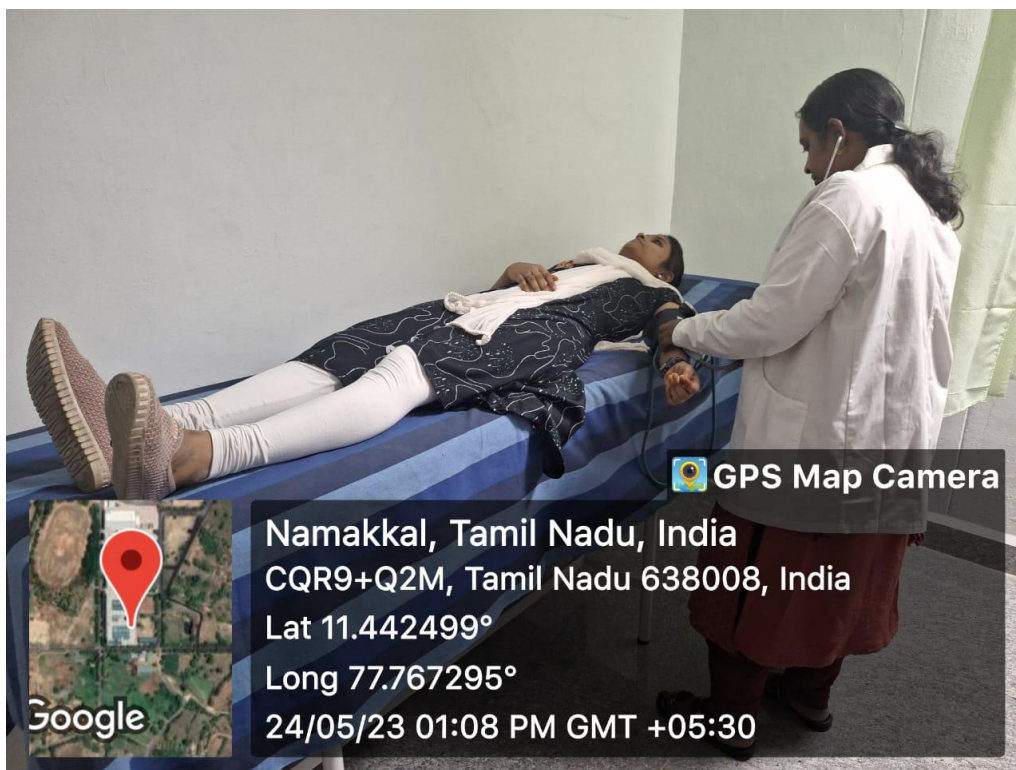 GPS Map Camera
Namakkal, Tamil Nadu, India
CQR9+Q2M, Tamil Nadu 638008, India
Lat 11.442499°
Long 77.767295°
24/05/23 01:08 PM GMT +05:30
Google